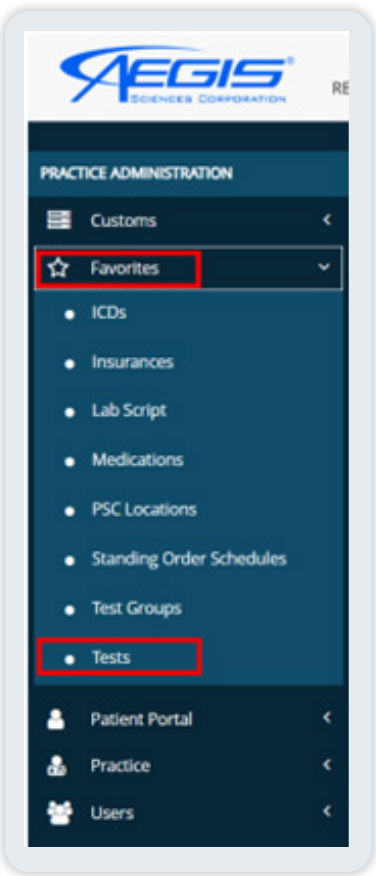 AEGIS®
SCIENCES CORPORATION
RE
PRACTICE ADMINISTRATION
Customs
Favorites
ICDs
Insurances
Lab Script
Medications
PSC Locations
Standing Order Schedules
Test Groups
Tests
Patient Portal
Practice
Users